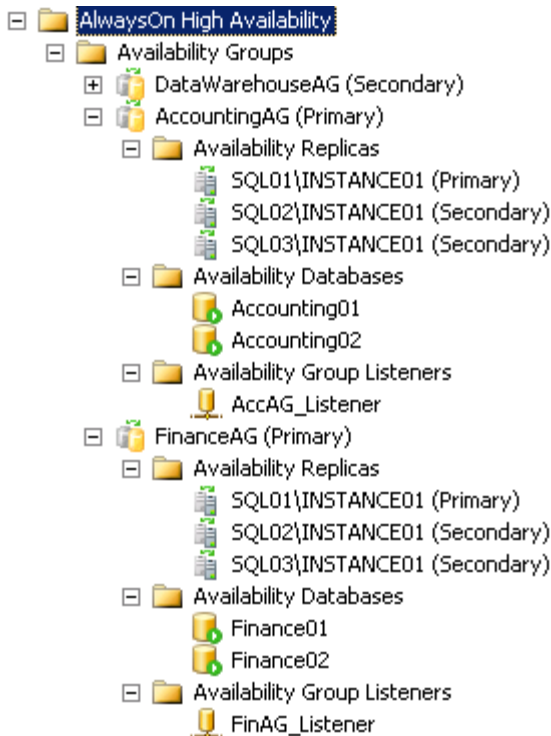 AlwaysOn High Availability
Availability Groups
DataWarehouseAG (Secondary)
AccountingAG (Primary)
Availability Replicas
SQL01\INSTANCE01 (Primary)
SQL02\INSTANCE01 (Secondary)
SQL03\INSTANCE01 (Secondary)
Availability Databases
Accounting01
Accounting02
Availability Group Listeners
AccAG_Listener
FinanceAG (Primary)
Availability Replicas
SQL01\INSTANCE01 (Primary)
SQL02\INSTANCE01 (Secondary)
SQL03\INSTANCE01 (Secondary)
Availability Databases
Finance01
Finance02
Availability Group Listeners
FinAG_Listener